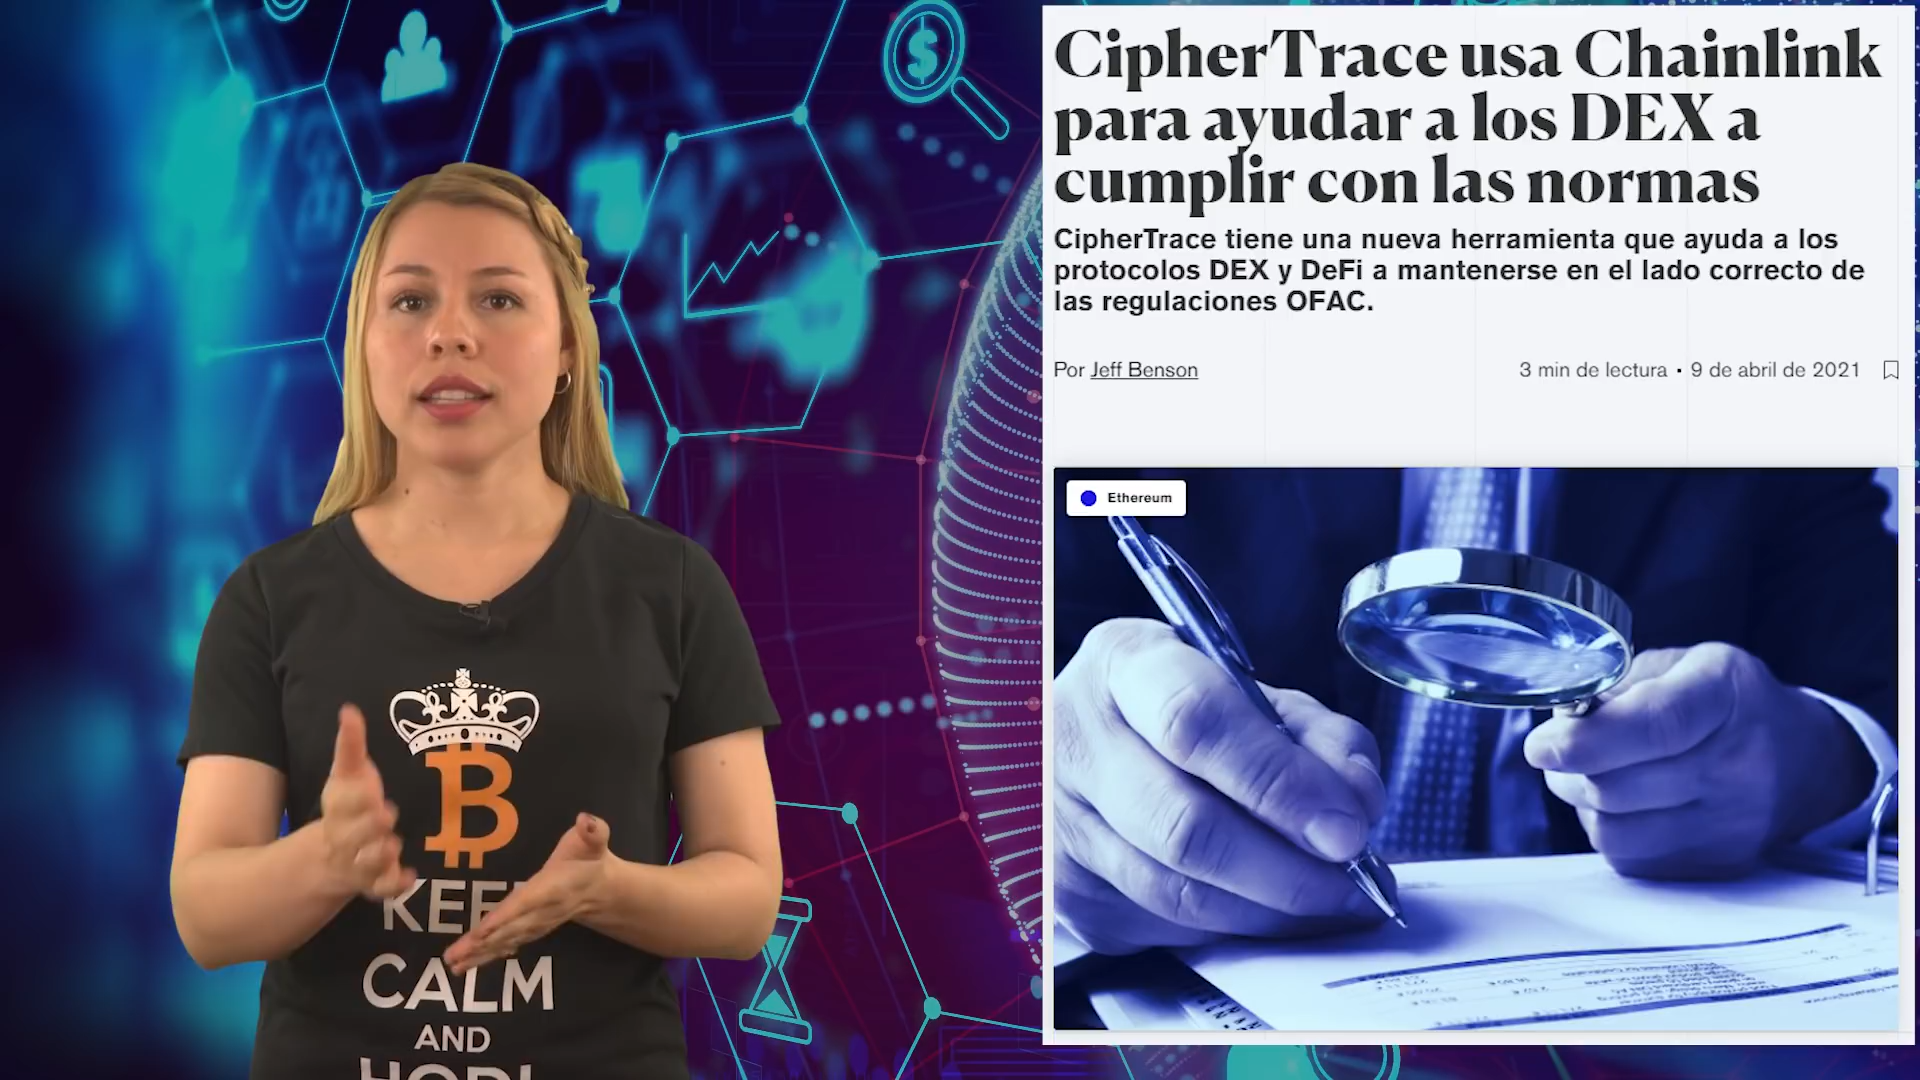 CipherTrace usa Chainlink
para ayudar a los DEX a
cumplir con las normas
CipherTrace tiene una nueva herramienta que ayuda a los
protocolos DEX y DeFi a mantenerse en el lado correcto de
las regulaciones OFAC.
Por Jeff Benson
3 min de lectura • 9 de abril de 2021
Ethereum
KEEP
CALM
AND
HODL